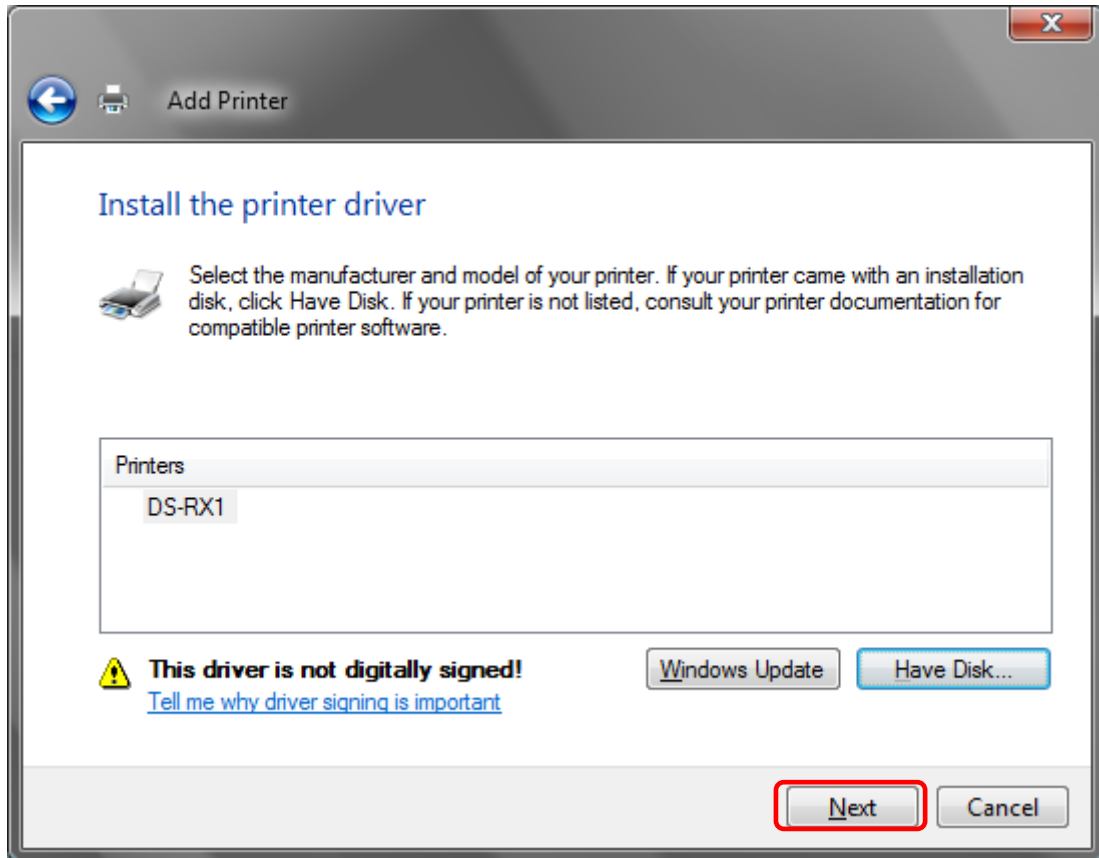 Add Printer
Install the printer driver
Select the manufacturer and model of your printer. If your printer came with an installation
disk, click Have Disk. If your printer is not listed, consult your printer documentation for
compatible printer software.
Printers
DS-RX1
This driver is not digitally signed!
Windows Update
Have Disk...
Tell me why driver signing is important
Next
Cancel